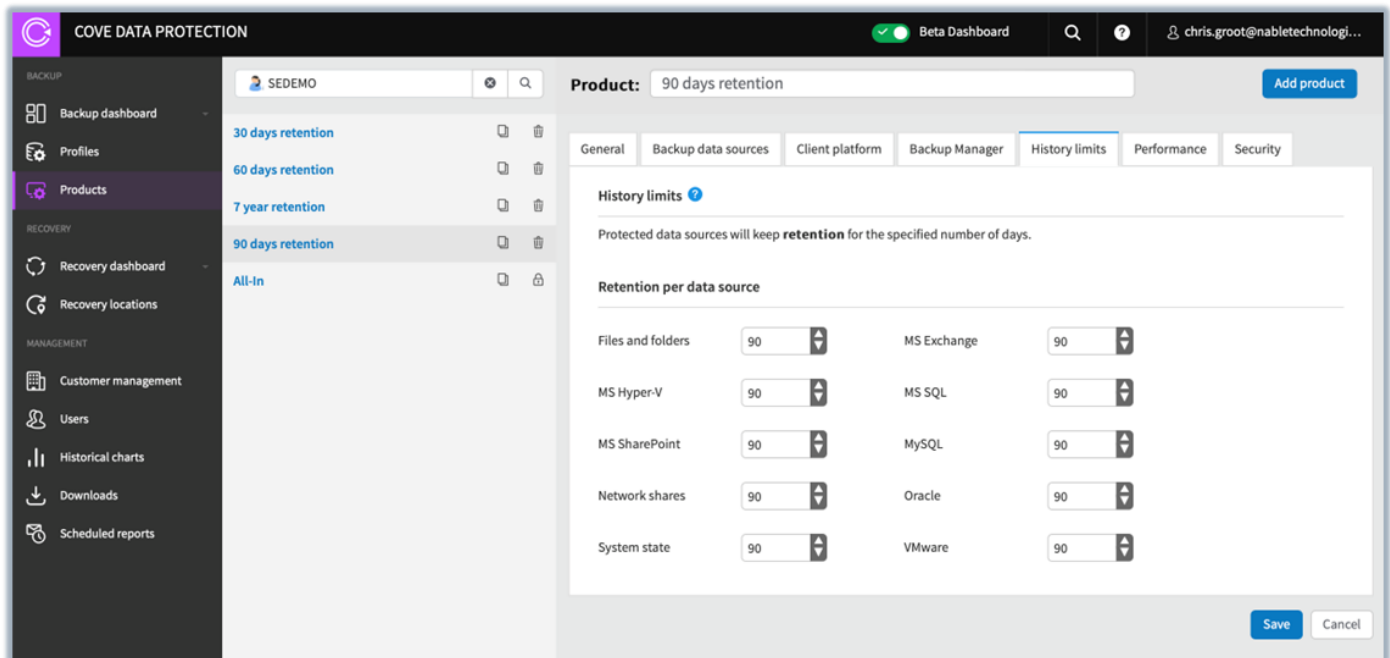 COVE DATA PROTECTION
Beta Dashboard
chris.groot@nabletechnologi...
BACKUP
Backup dashboard
Profiles
Products
RECOVERY
Recovery dashboard
Recovery locations
MANAGEMENT
Customer management
Users
Historical charts
Downloads
Scheduled reports
SEDEMO
30 days retention
60 days retention
7 year retention
90 days retention
All-In
Product: 90 days retention
Add product
General Backup data sources Client platform Backup Manager History limits Performance Security
History limits ?
Protected data sources will keep retention for the specified number of days.
Retention per data source
Files and folders 90 MS Exchange 90
MS Hyper-V 90 MS SQL 90
MS SharePoint 90 MySQL 90
Network shares 90 Oracle 90
System state 90 VMware 90
Save Cancel